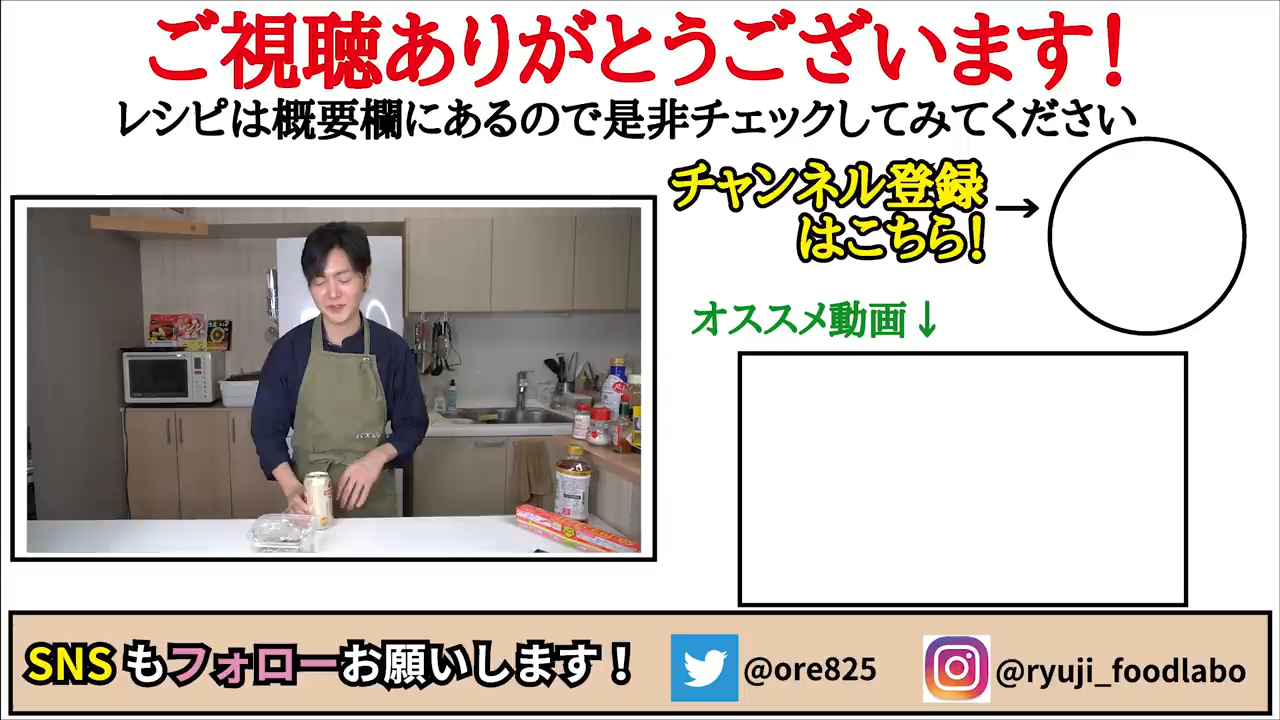 ご視聴ありがとうございます!
レシピは概要欄にあるので是非チェックしてみてください
チャンネル登録→
はこちら!
オススメ動画↓
SNSもフォローお願いします!
@ore825
@ryuji_foodlabo